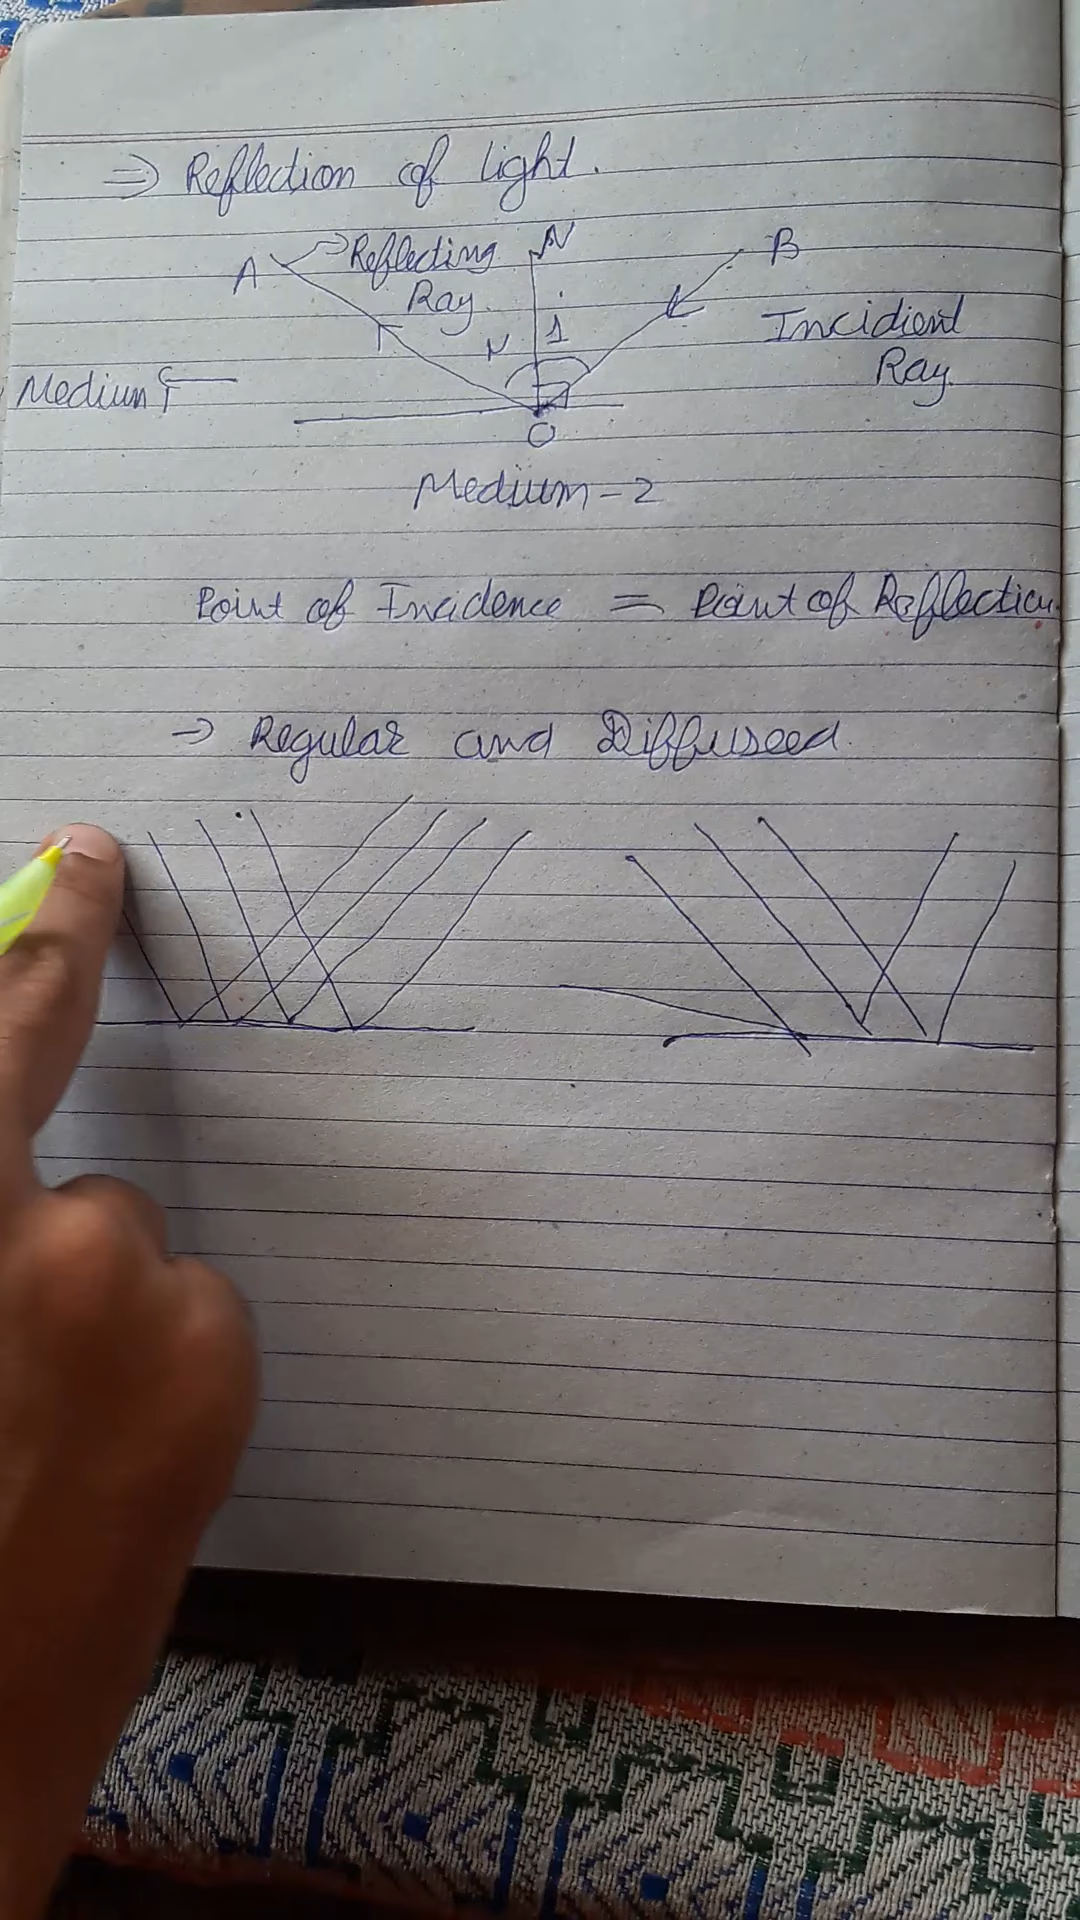 ⇒ Reflection of light.
A → Reflecting N B
Ray
N 1 Incidient
Ray.
Medium
O
Medium - 2
Point of Incidence = Point of Reflection
→ Regular and Diffuseed.